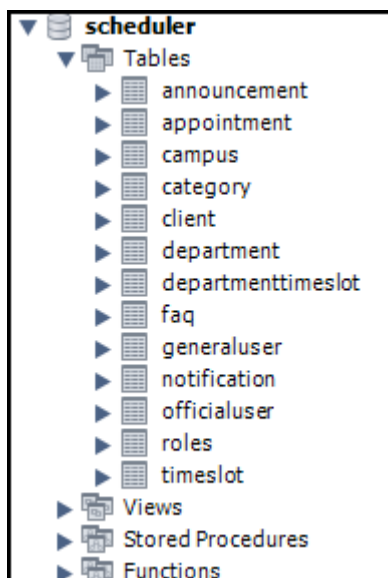 scheduler
Tables
announcement
appointment
campus
category
client
department
departmenttimeslot
faq
generaluser
notification
officialuser
roles
timeslot
Views
Stored Procedures
Functions